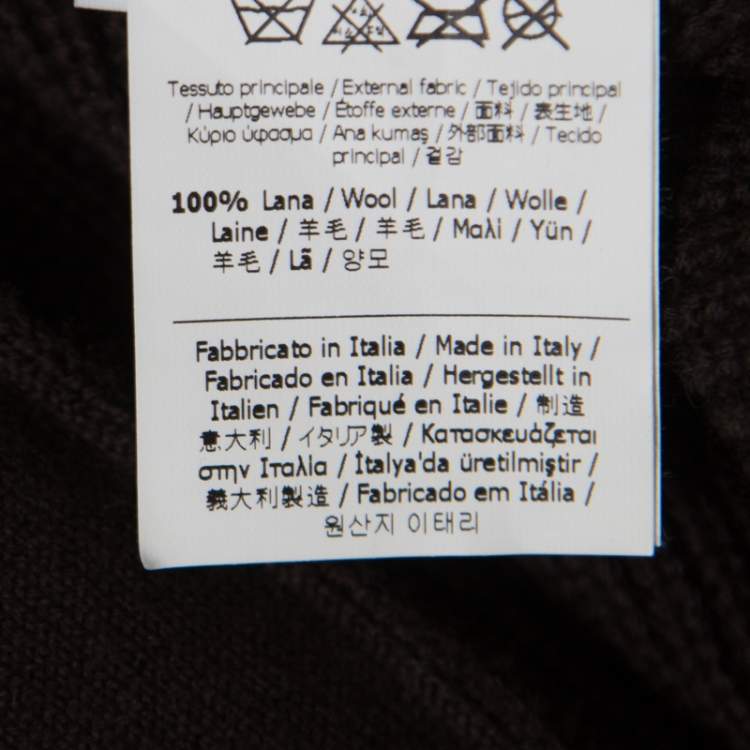 Tessuto principale / External fabric / Tejido principal
/ Hauptgewebe / Étoffe externe / 面料 / 表生地 /
Κύριο ύφασμα / Ana kumaş / 外部面料 / Tecido
principal / 겉감
100% Lana / Wool / Lana / Wolle /
Laine / 羊毛 / 羊毛 / Μαλί / Yün /
羊毛 / Lã / 양모
Fabbricato in Italia / Made in Italy /
Fabricado en Italia / Hergestellt in
Italien / Fabriqué en Italie / 制造
意大利 / イタリア製 / Κατασκευάζεται
στην Ιταλία / İtalya'da üretilmiştir /
義大利製造 / Fabricado em Itália /
원산지 이태리